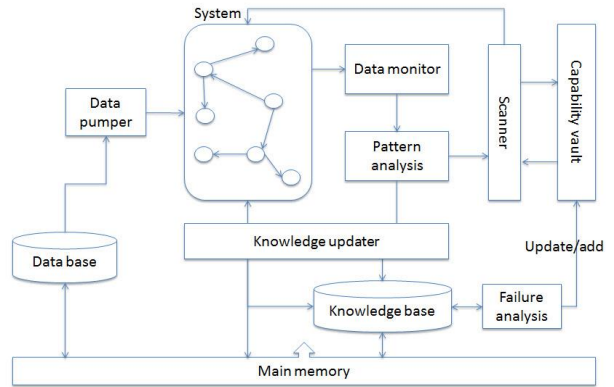 System
Data monitor
Data
pumper
Pattern
analysis
Scanner
Capability vault
Knowledge updater
Update/add
Data base
Knowledge base
Failure
analysis
Main memory